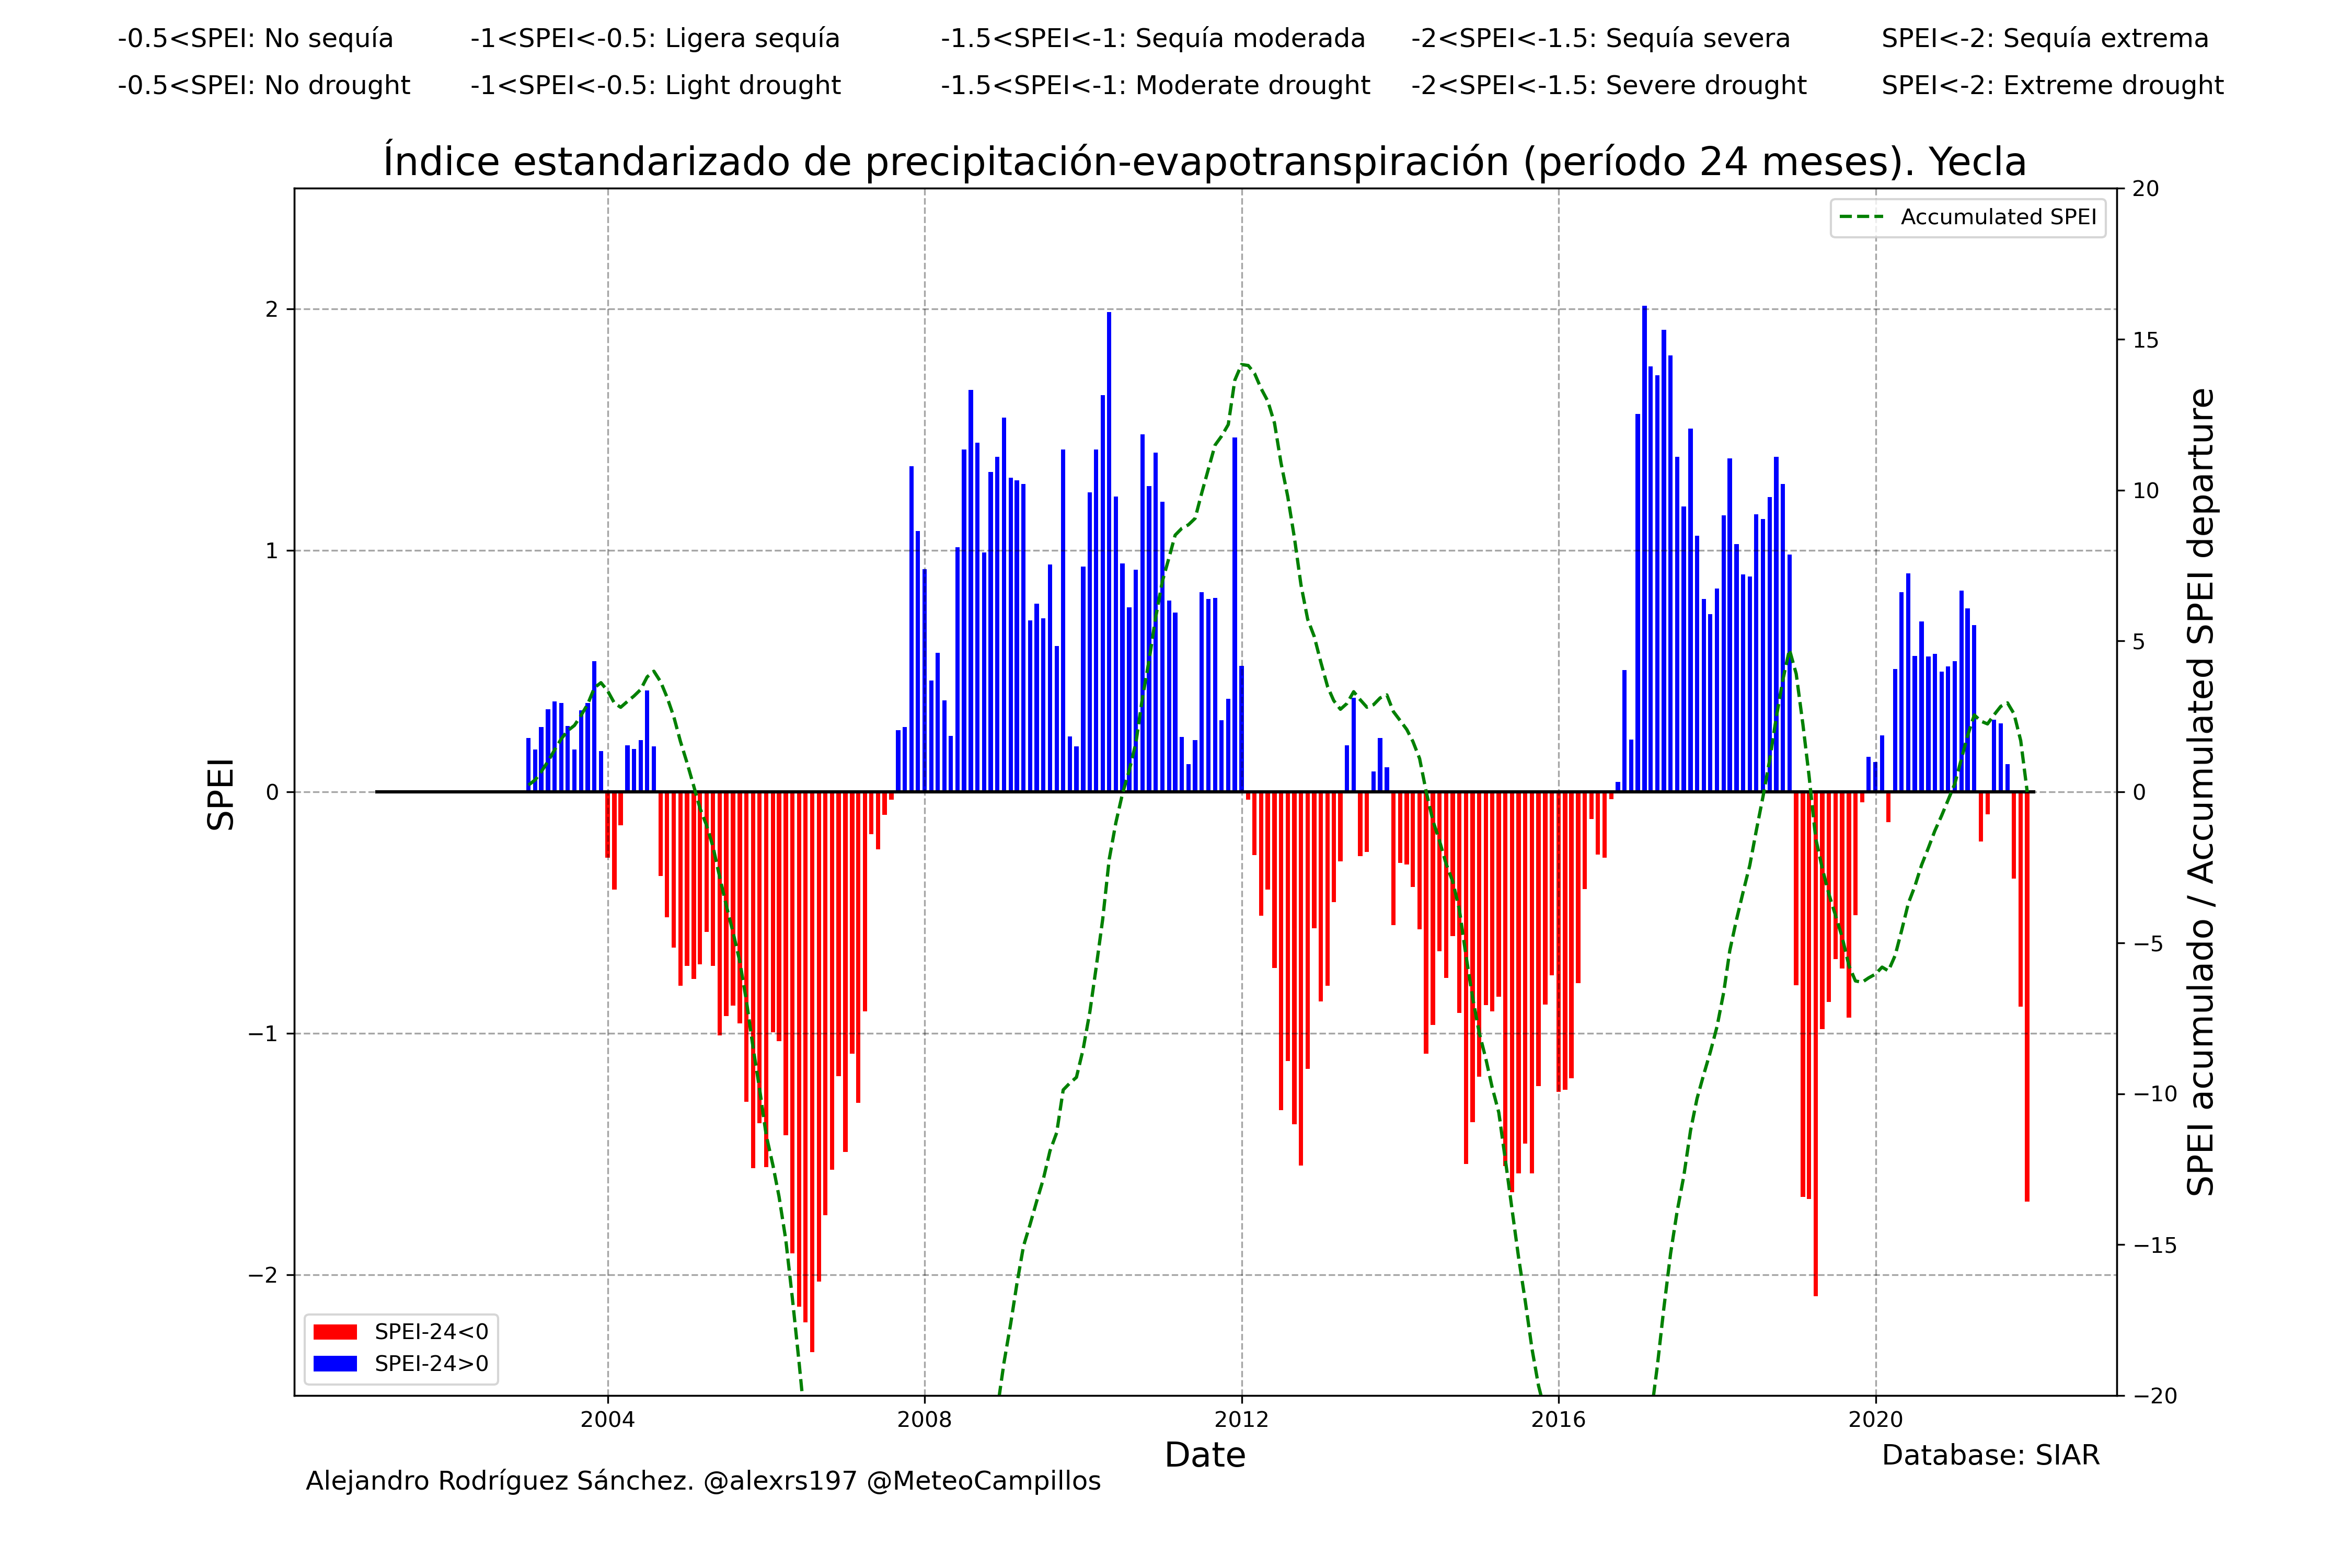 -0.5<SPEI: No sequía -1<SPEI<-0.5: Ligera sequía -1.5<SPEI<-1: Sequía moderada -2<SPEI<-1.5: Sequía severa SPEI<-2: Sequía extrema
-0.5<SPEI: No drought -1<SPEI<-0.5: Light drought -1.5<SPEI<-1: Moderate drought -2<SPEI<-1.5: Severe drought SPEI<-2: Extreme drought
Índice estandarizado de precipitación-evapotranspiración (período 24 meses). Yecla
Accumulated SPEI
SPEI
2
1
0
−1
−2
20
15
10
5
0
−5
−10
−15
−20
SPEI acumulado / Accumulated SPEI departure
SPEI-24<0
SPEI-24>0
2004 2008 2012 2016 2020
Date
Database: SIAR
Alejandro Rodríguez Sánchez. @alexrs197 @MeteoCampillos